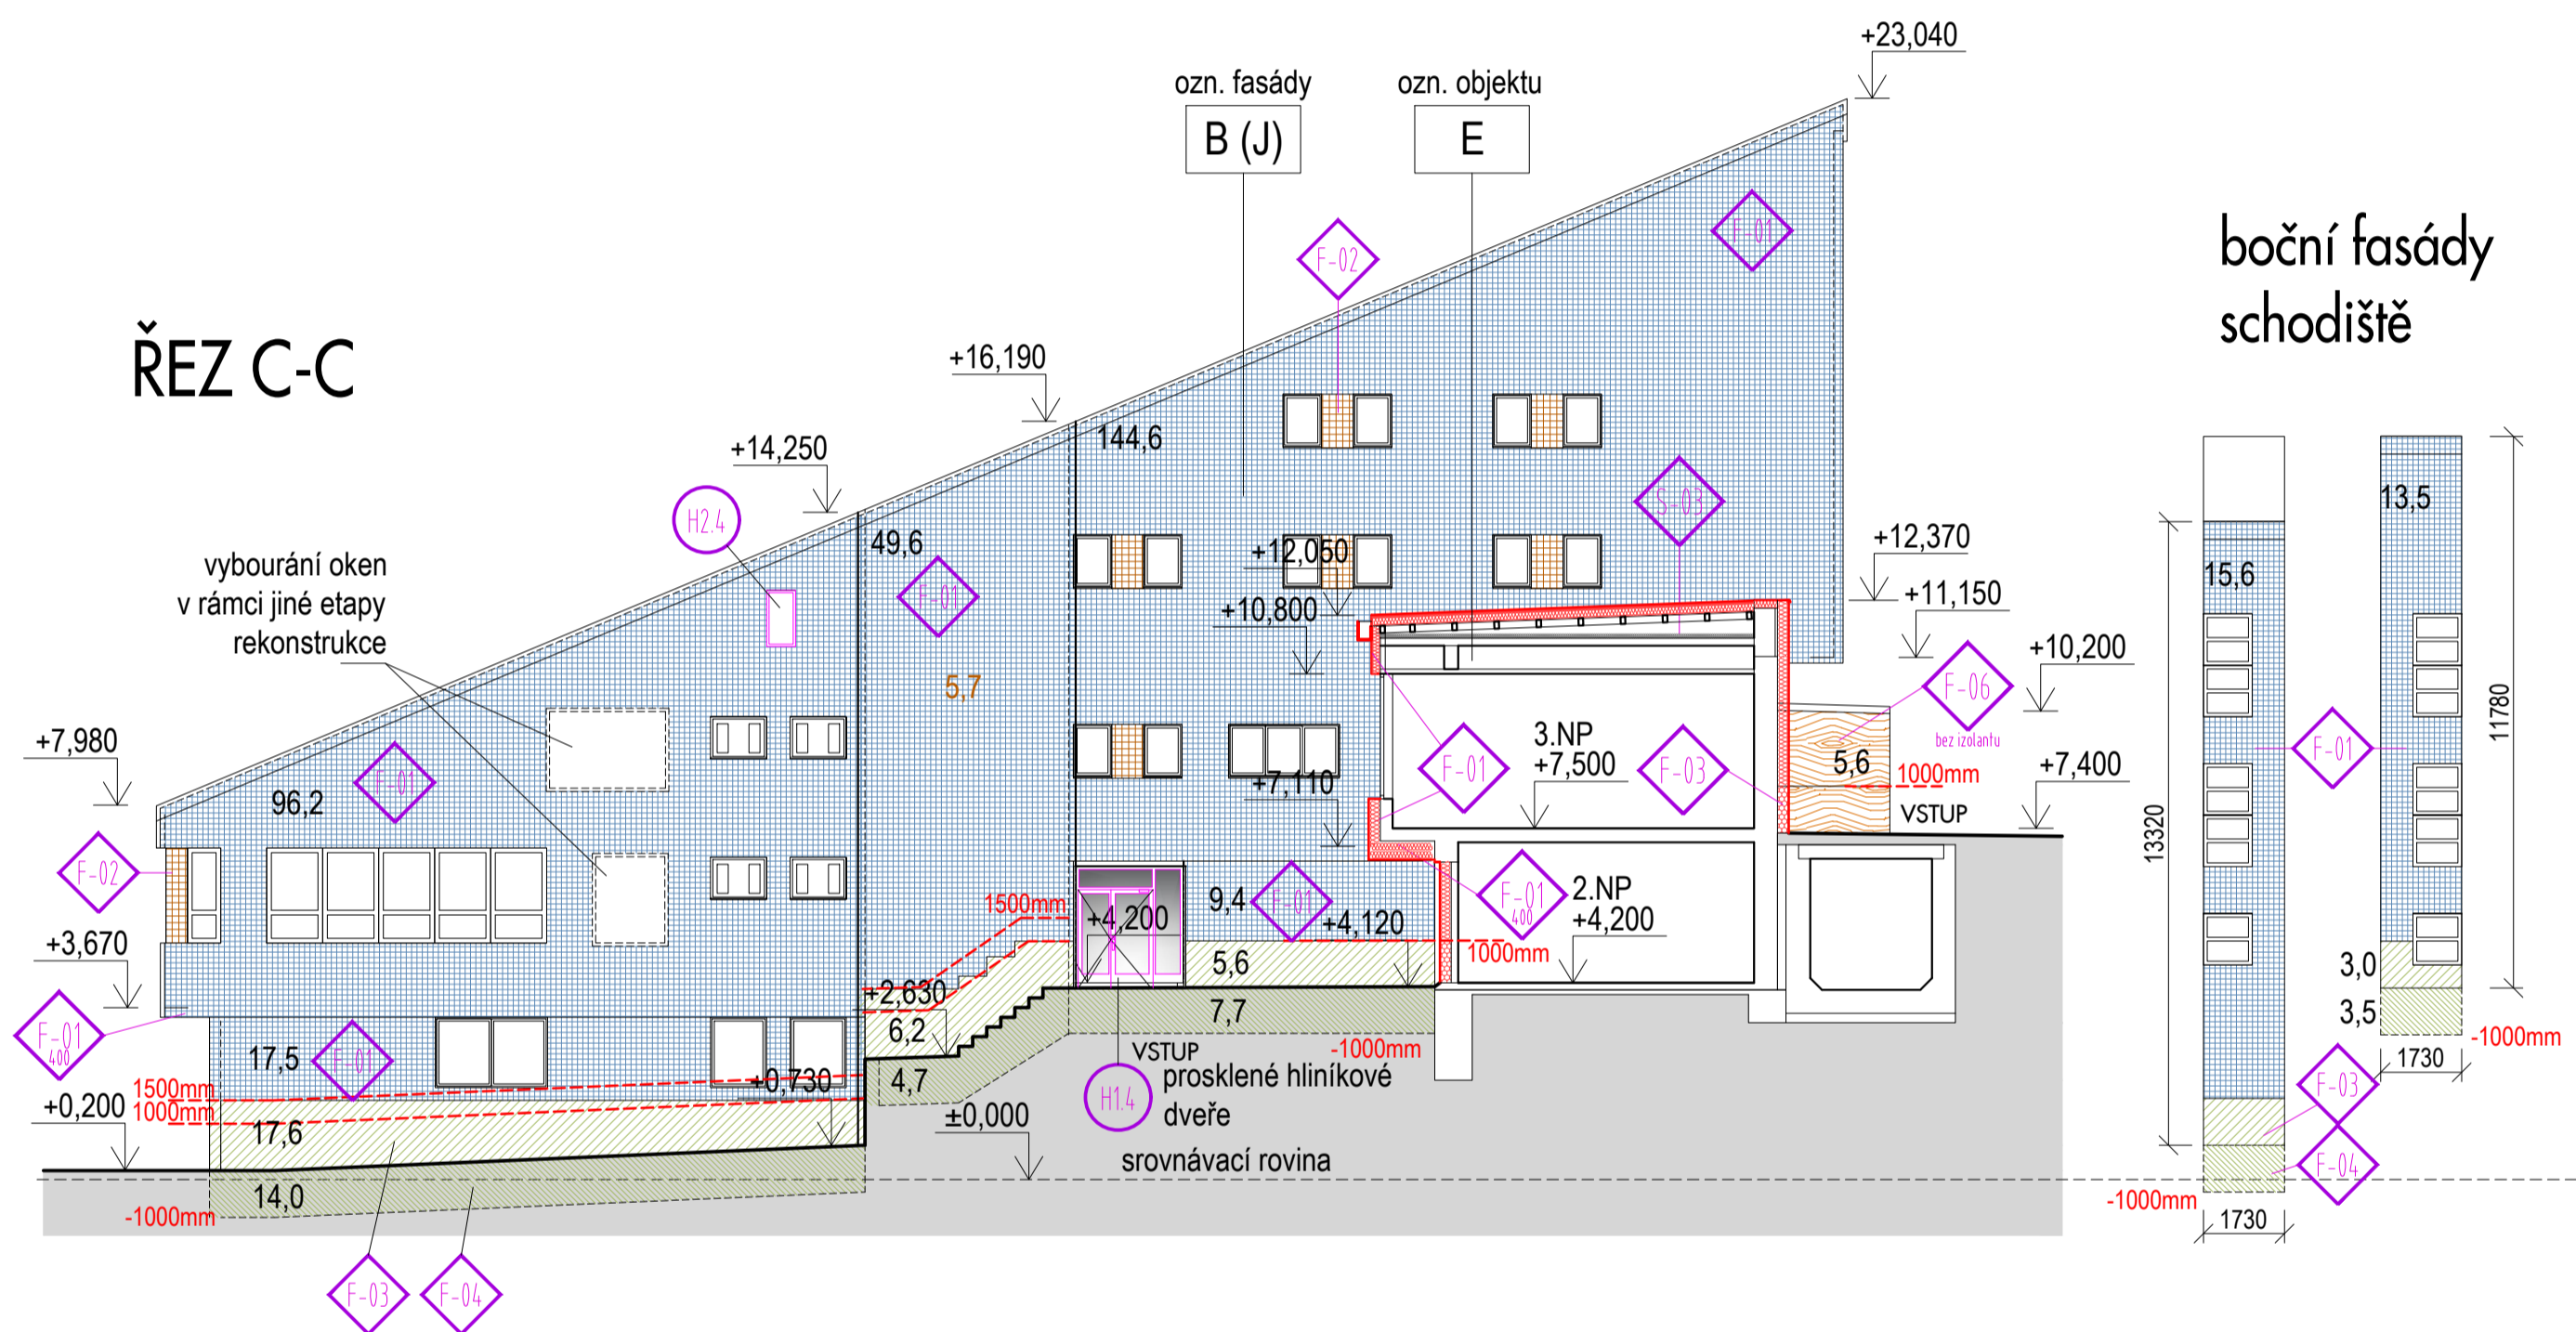 +23,040
ozn. fasády
ozn. objektu
B (J)
E
F-01
boční fasády
schodiště
F-02
ŘEZ C-C
+16,190
+14,250
144,6
H2.4
49,6
S-03
13,5
+12,050
+12,370
vybourání oken
v rámci jiné etapy
rekonstrukce
F-01
15,6
+11,150
+10,800
+10,200
5,7
F-06
bez izolantu
11780
+7,980
3.NP
+7,500
F-01
F-03
5,6
1000mm
+7,400
F-01
F-01
96,2
+7,110
VSTUP
13320
F-02
1500mm
+4,200
9,4
F-01
+4,120
F-01
400
2.NP
+4,200
+3,670
1000mm
5,6
3,0
+2,630
6,2
7,7
3,5
-1000mm
F-01
400
17,5
F-01
VSTUP
-1000mm
1730
1500mm
1000mm
+0,730
4,7
H1.4
prosklené hliníkové
dveře
F-03
+0,200
17,6
±0,000
srovnávací rovina
F-04
14,0
-1000mm
-1000mm
1730
F-03
F-04